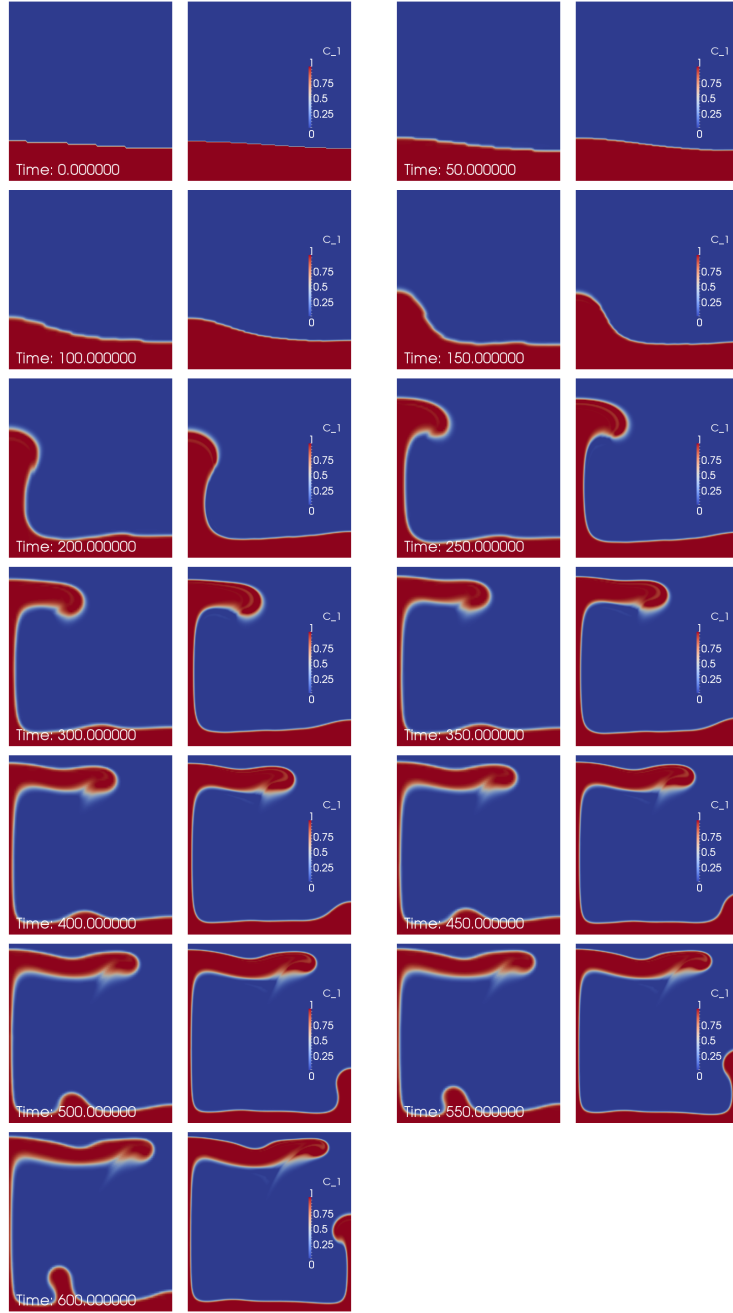 C_1
1
0.75
0.5
0.25
0
Time: 0.000000
C_1
1
0.75
0.5
0.25
0
Time: 50.000000
C_1
1
0.75
0.5
0.25
0
Time: 100.000000
C_1
1
0.75
0.5
0.25
0
Time: 150.000000
C_1
1
0.75
0.5
0.25
0
Time: 200.000000
C_1
1
0.75
0.5
0.25
0
Time: 250.000000
C_1
1
0.75
0.5
0.25
0
Time: 300.000000
C_1
1
0.75
0.5
0.25
0
Time: 350.000000
C_1
1
0.75
0.5
0.25
0
Time: 400.000000
C_1
1
0.75
0.5
0.25
0
Time: 450.000000
C_1
1
0.75
0.5
0.25
0
Time: 500.000000
C_1
1
0.75
0.5
0.25
0
Time: 550.000000
C_1
1
0.75
0.5
0.25
0
Time: 600.000000